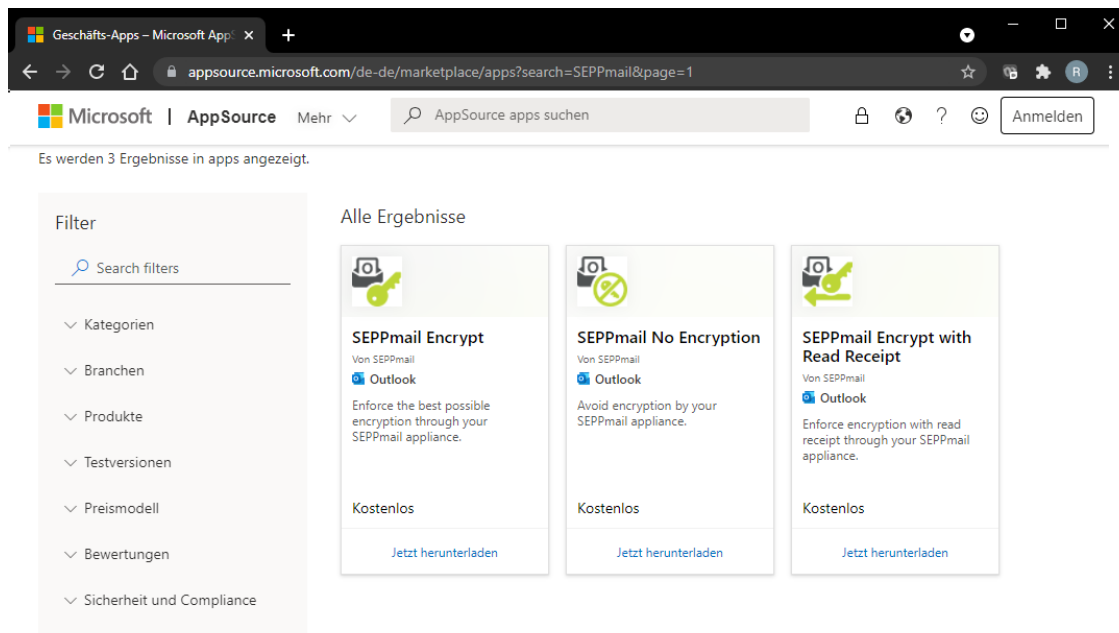 Geschäfts-Apps – Microsoft App
appsource.microsoft.com/de-de/marketplace/apps?search=SEPPmail&page=1
R
Microsoft | AppSource Mehr
AppSource apps suchen
?
Anmelden
Es werden 3 Ergebnisse in apps angezeigt.
Filter
Search filters
Kategorien
Branchen
Produkte
Testversionen
Preismodell
Bewertungen
Sicherheit und Compliance
Alle Ergebnisse
SEPPmail Encrypt
Von SEPPmail
Outlook
Enforce the best possible
encryption through your
SEPPmail appliance.
Kostenlos
Jetzt herunterladen
SEPPmail No Encryption
Von SEPPmail
Outlook
Avoid encryption by your
SEPPmail appliance.
Kostenlos
Jetzt herunterladen
SEPPmail Encrypt with
Read Receipt
Von SEPPmail
Outlook
Enforce encryption with read
receipt through your SEPPmail
appliance.
Kostenlos
Jetzt herunterladen